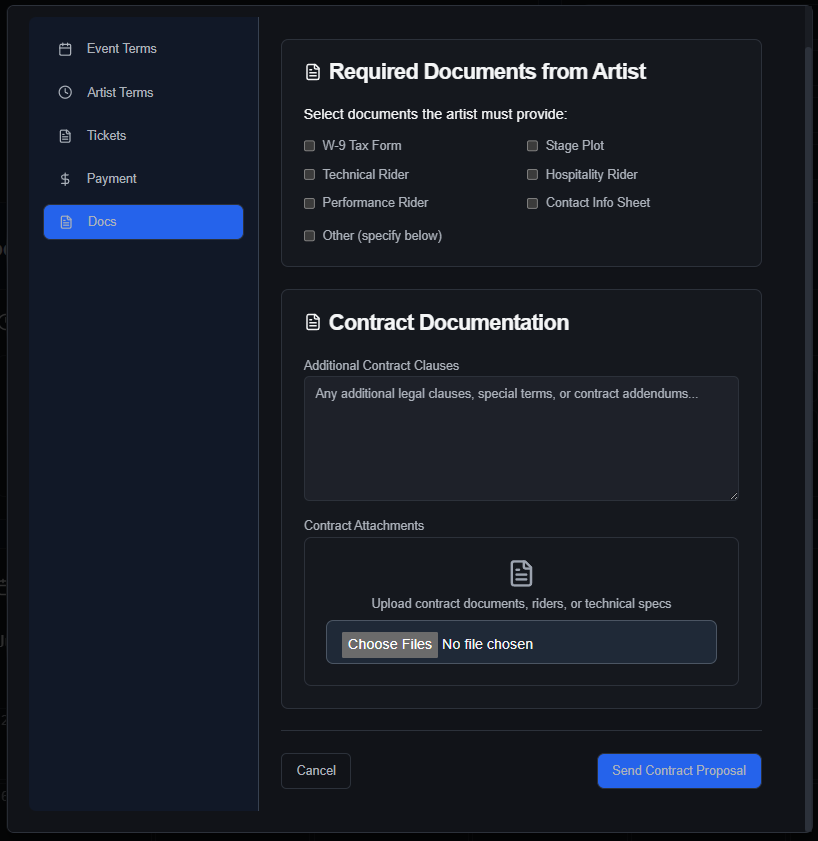 Event Terms
Artist Terms
Tickets
Payment
Docs
Required Documents from Artist
Select documents the artist must provide:
W-9 Tax Form
Stage Plot
Technical Rider
Hospitality Rider
Performance Rider
Contact Info Sheet
Other (specify below)
Contract Documentation
Additional Contract Clauses
Any additional legal clauses, special terms, or contract addendums...
Contract Attachments
Upload contract documents, riders, or technical specs
Choose Files No file chosen
Cancel
Send Contract Proposal